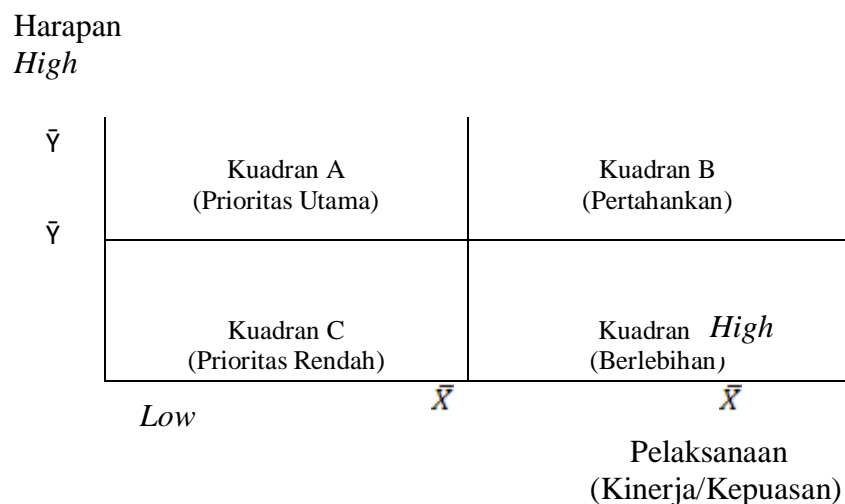 Harapan
High
Ȳ
Kuadran A
(Prioritas Utama)
Kuadran B
(Pertahankan)
Ȳ
Kuadran C
(Prioritas Rendah)
Kuadran High
(Berlebihan)
Low
X̄
X̄
Pelaksanaan
(Kinerja/Kepuasan)